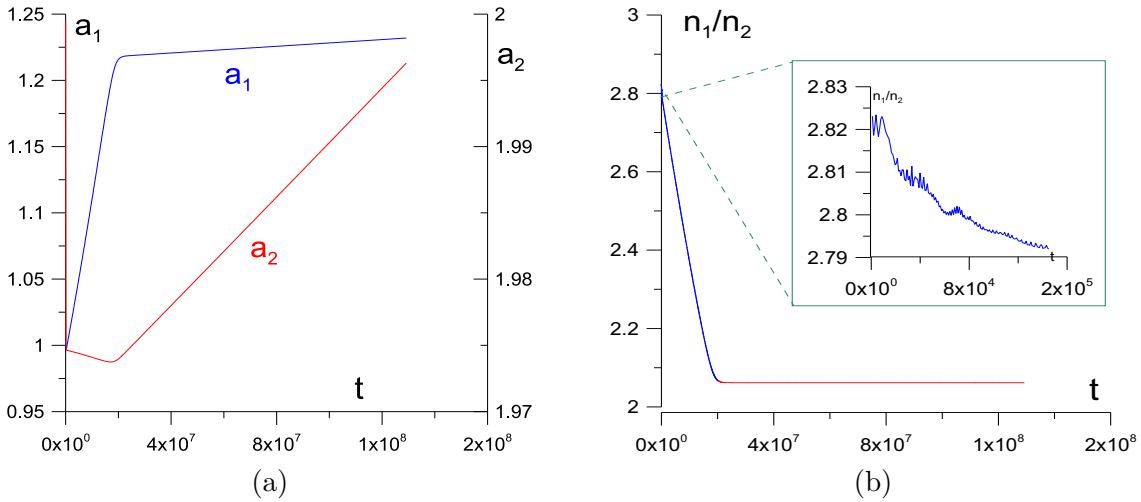 a₁
1.25
1.2
1.15
1.1
1.05
1
0.95
a₂
2
1.99
1.98
1.97
a₁
a₂
t
0x10⁰
4x10⁷
8x10⁷
1x10⁸
2x10⁸
(a)
n₁/n₂
3
2.8
2.6
2.4
2.2
2
n₁/n₂
2.83
2.82
2.81
2.8
2.79
t
0x10⁰
8x10⁴
2x10⁵
t
0x10⁰
4x10⁷
8x10⁷
1x10⁸
2x10⁸
(b)